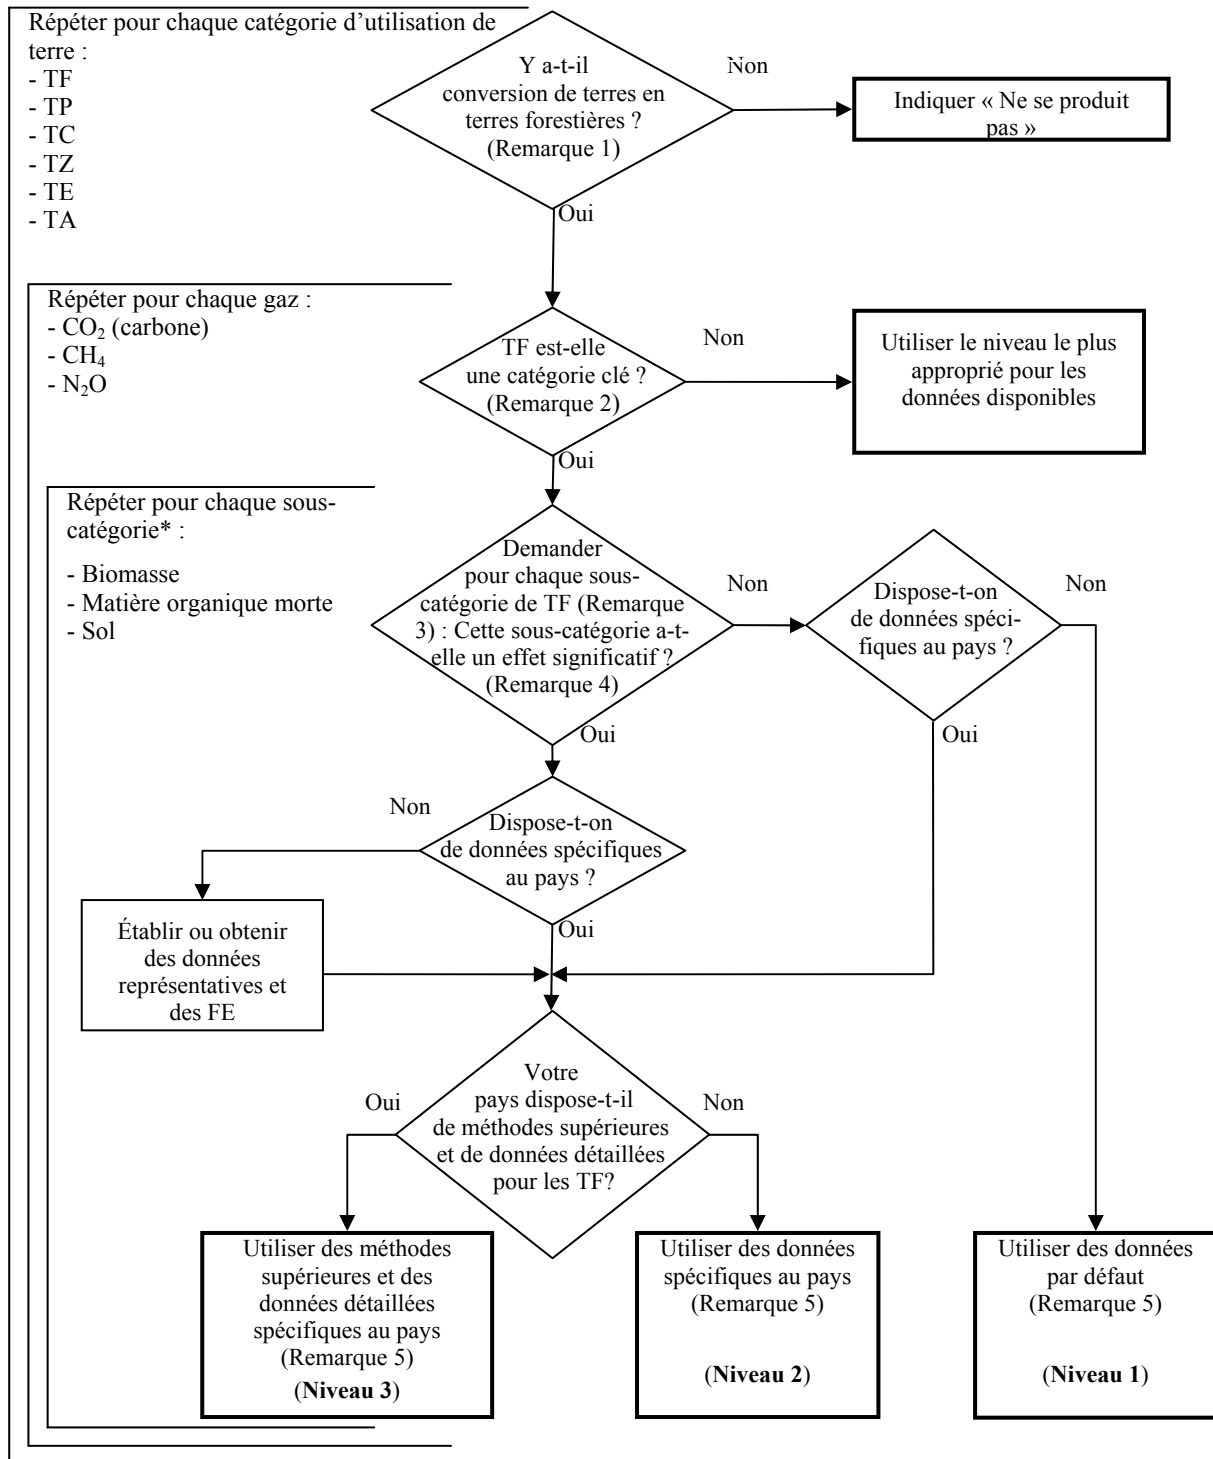 Répéter pour chaque catégorie d'utilisation de
terre :
- TF
- TP
- TC
- TZ
- TE
- TA
Y a-t-il
conversion de terres en
terres forestières ?
(Remarque 1)
Non
Indiquer « Ne se produit
pas »
Oui
Répéter pour chaque gaz :
- CO₂ (carbone)
- CH₄
- N₂O
TF est-elle
une catégorie clé ?
(Remarque 2)
Non
Utiliser le niveau le plus
approprié pour les
données disponibles
Oui
Répéter pour chaque sous-
catégorie* :
- Biomasse
- Matière organique morte
- Sol
Demander
pour chaque sous-
catégorie de TF (Remarque
3) : Cette sous-catégorie a-t-
elle un effet significatif ?
(Remarque 4)
Non
Dispose-t-on
de données spéci-
fiques au pays ?
Non
Oui
Oui
Non
Dispose-t-on
de données spécifiques
au pays ?
Oui
Établir ou obtenir
des données
représentatives et
des FE
Votre
pays dispose-t-il
de méthodes supérieures
et de données détaillées
pour les TF?
Oui
Non
Utiliser des méthodes
supérieures et des
données détaillées
spécifiques au pays
(Remarque 5)
(Niveau 3)
Utiliser des données
spécifiques au pays
(Remarque 5)
(Niveau 2)
Utiliser des données
par défaut
(Remarque 5)
(Niveau 1)